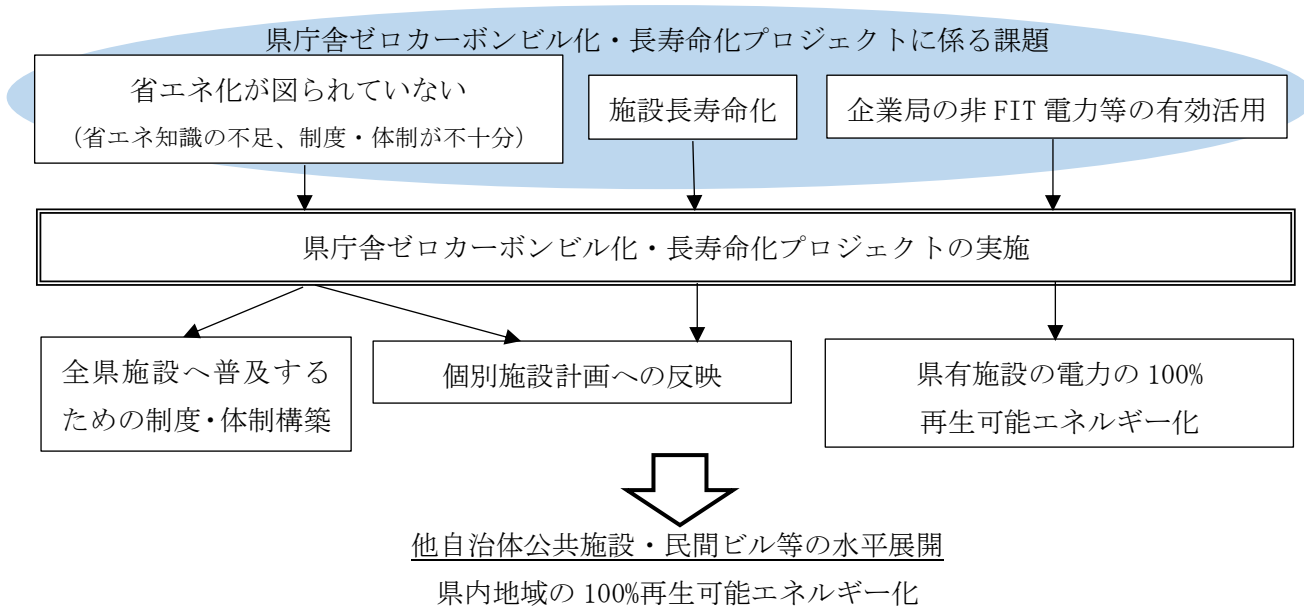 県庁舎ゼロカーボンビル化・長寿命化プロジェクトに係る課題
省エネ化が図られていない
（省エネ知識の不足、制度・体制が不十分）
施設長寿命化
企業局の非 FIT 電力等の有効活用
県庁舎ゼロカーボンビル化・長寿命化プロジェクトの実施
全県施設へ普及する
ための制度・体制構築
個別施設計画への反映
県有施設の電力の 100%
再生可能エネルギー化
他自治体公共施設・民間ビル等の水平展開
県内地域の 100%再生可能エネルギー化